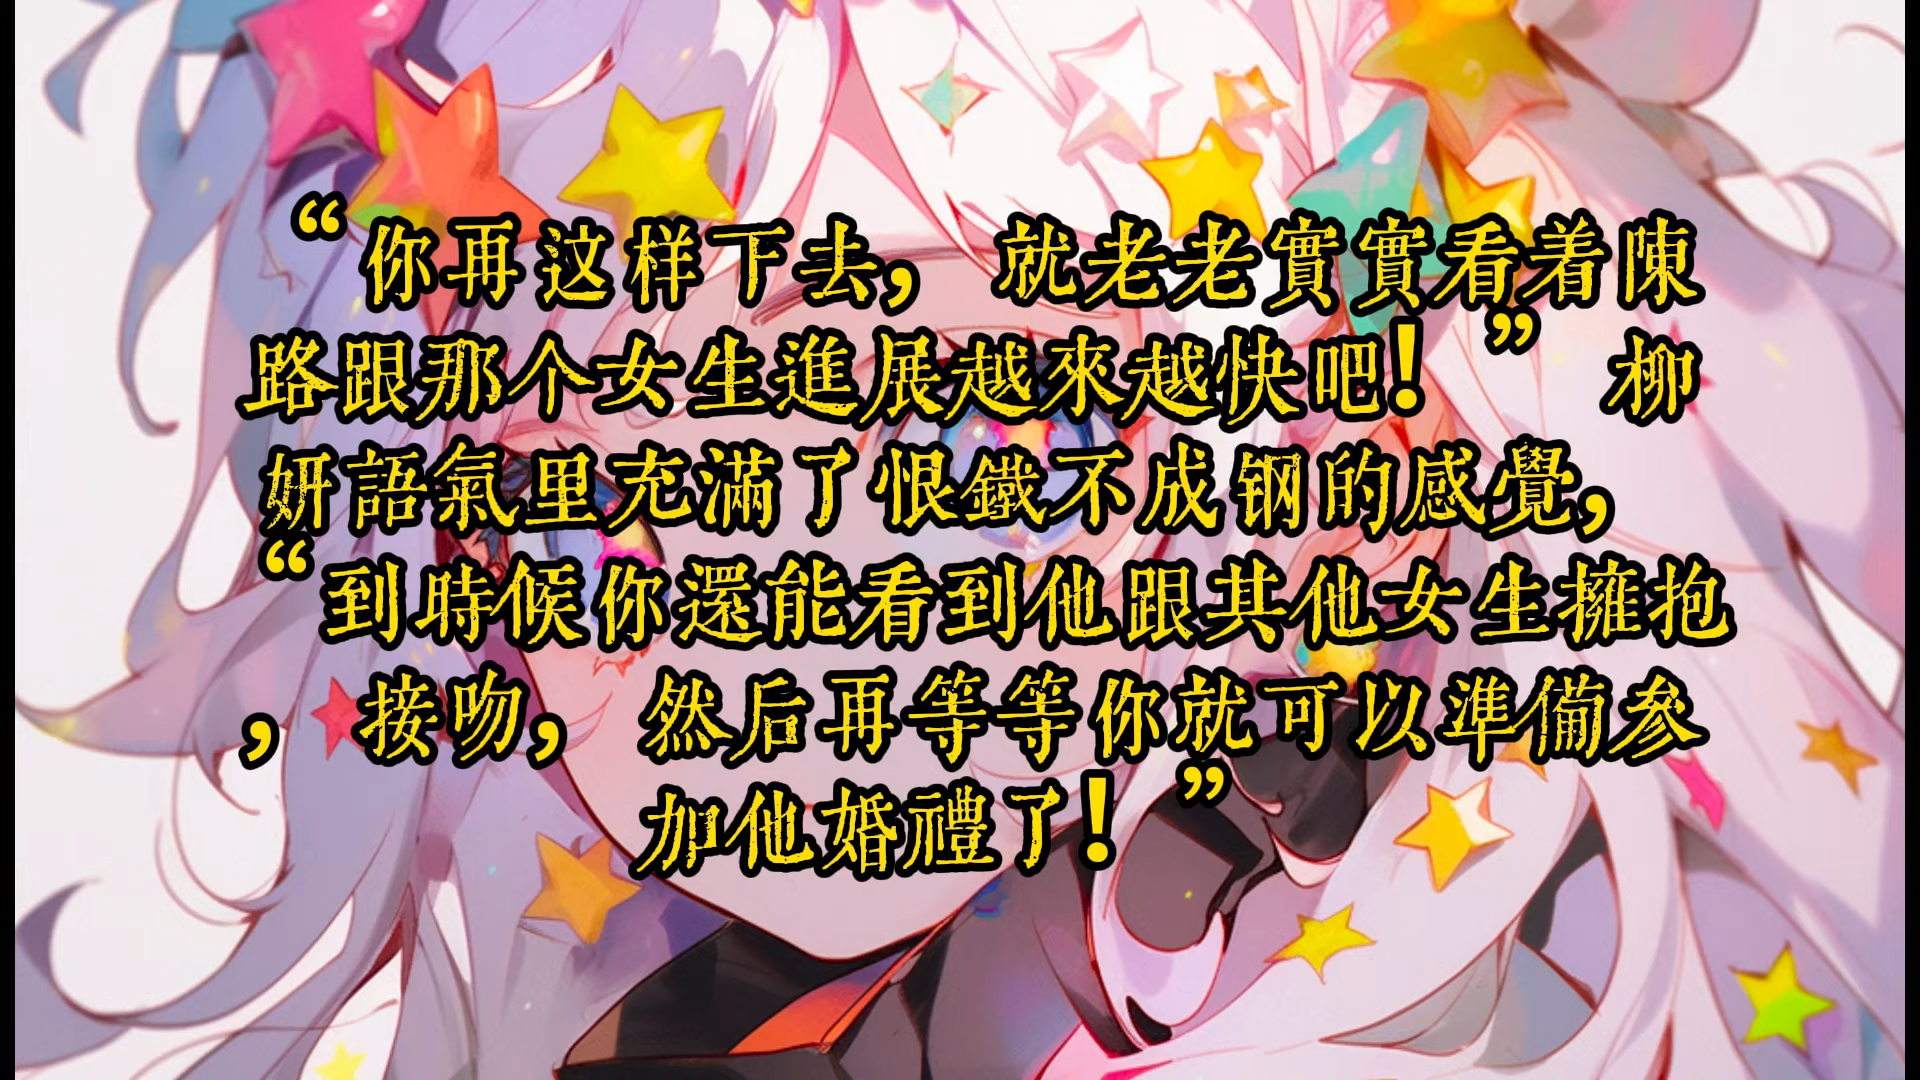 “你再这样下去，就老老實實看着陳
路跟那个女生進展越來越快吧！”柳
妍語氣里充滿了恨鐵不成钢的感覺，
“到時候你還能看到他跟其他女生擁抱
，接吻，然后再等等你就可以準備参
加他婚禮了！”